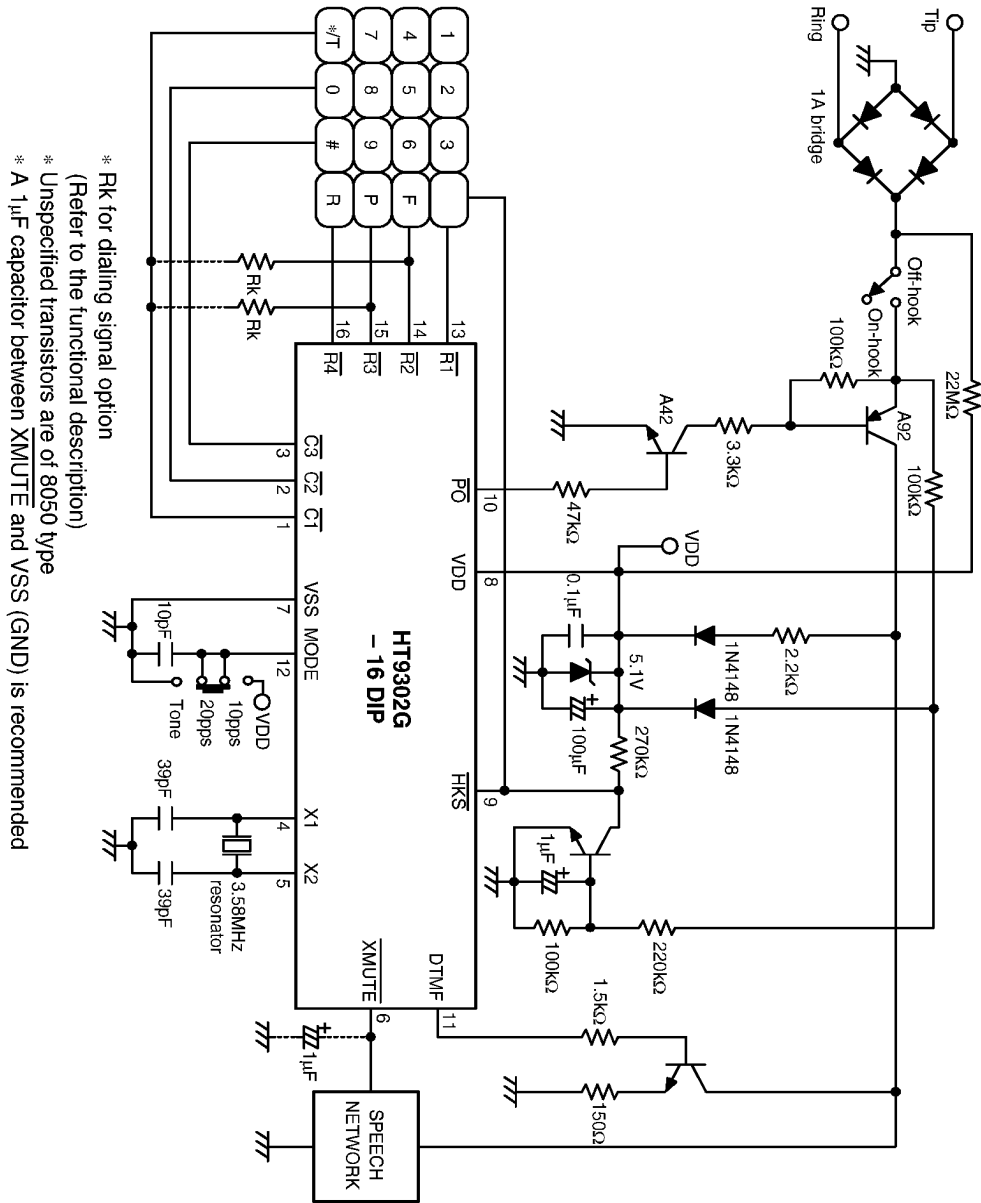 Tip
Ring
1A bridge
Off-hook
On-hook
22MΩ
100kΩ
A92
100kΩ
A42
3.3kΩ
47kΩ
VDD
0.1μF
5.1V
100μF
+
1N4148
2.2kΩ
1N4148
270kΩ
1μF
+
100kΩ
220kΩ
1.5kΩ
150Ω
1 2 3
4 5 6 F
7 8 9 P
*/T 0 # R
Rk
Rk
16 15 14 13
R4 R3 R2 R1
C3 C2 C1
3 2 1
PO
10
VDD
8
HKS
9
DTMF
11
XMUTE
6
HT9302G
– 16 DIP
VSS MODE
7 12
X1 X2
4 5
10pF
Tone
20pps
10pps
VDD
39pF
39pF
3.58MHz
resonator
1μF
+
SPEECH
NETWORK
* Rk for dialing signal option
(Refer to the functional description)
* Unspecified transistors are of 8050 type
* A 1μF capacitor between XMUTE and VSS (GND) is recommended